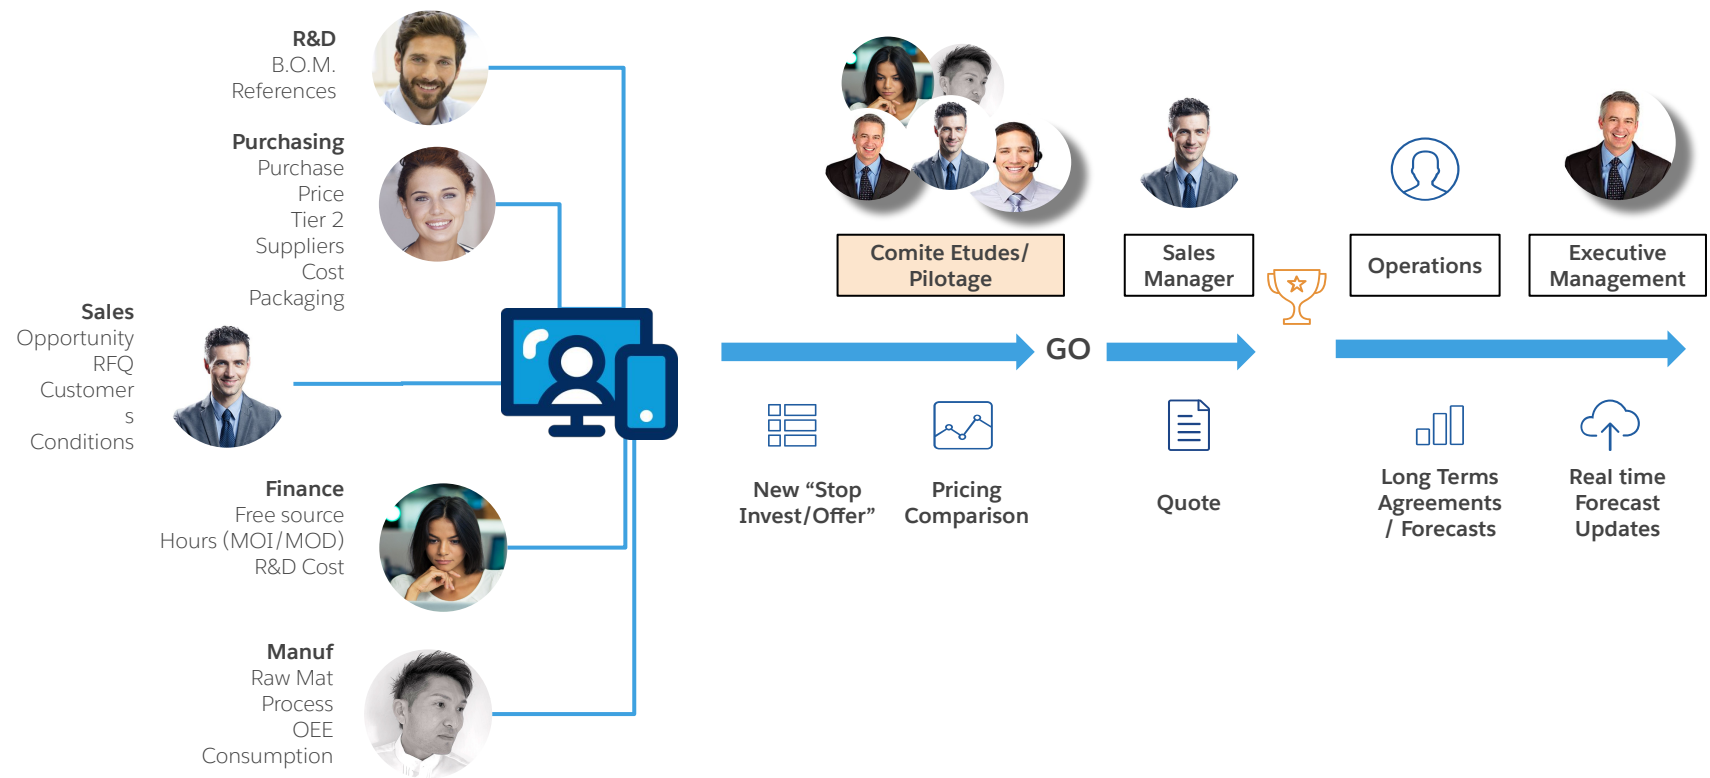 R&D
B.O.M.
References
Purchasing
Purchase
Price
Tier 2
Suppliers
Cost
Packaging
Sales
Opportunity
RFQ
Customer
s
Conditions
Finance
Free source
Hours (MOI/MOD)
R&D Cost
Manuf
Raw Mat
Process
OEE
Consumption
Comite Etudes/
Pilotage
Sales
Manager
Operations
Executive
Management
GO
New “Stop
Invest/Offer”
Pricing
Comparison
Quote
Long Terms
Agreements
/ Forecasts
Real time
Forecast
Updates